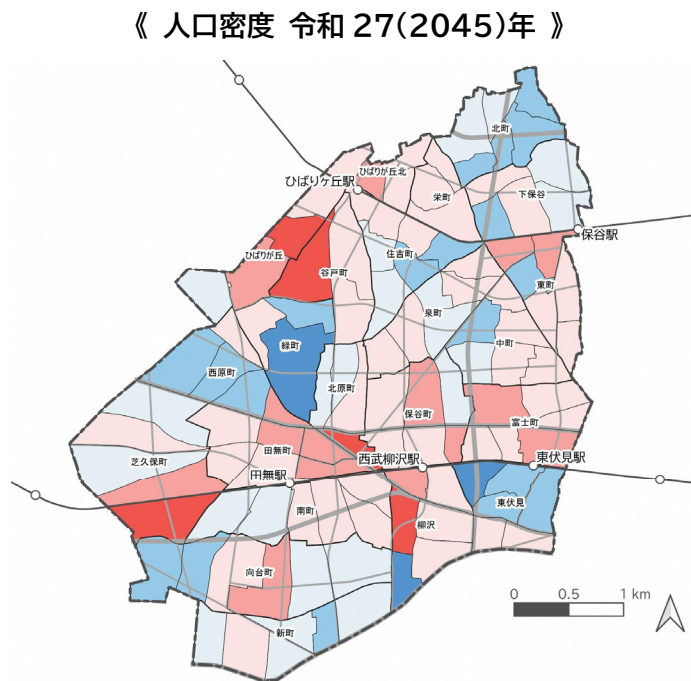 《 人口密度 令和27(2045)年 》
北町
ひばりが丘北
ひばりヶ丘駅
栄町
下保谷
保谷駅
ひばりが丘
住吉町
谷戸町
東町
泉町
緑町
中町
西原町
北原町
保谷町
富士町
田無町
芝久保町
西武柳沢駅
東伏見駅
田無駅
東伏見
南町
柳沢
向台町
新町
0 0.5 1 km